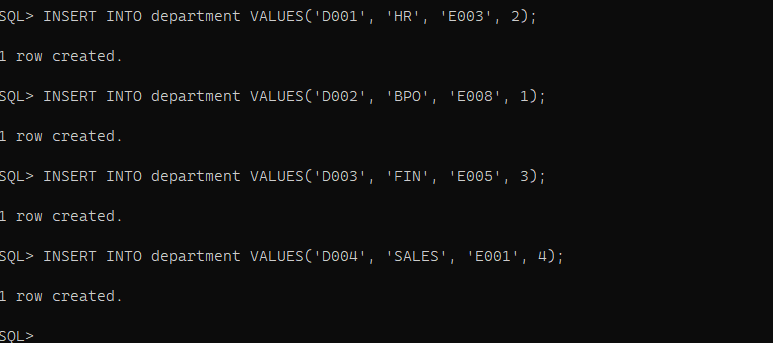 SQL> INSERT INTO department VALUES('D001', 'HR', 'E003', 2);
1 row created.
SQL> INSERT INTO department VALUES('D002', 'BPO', 'E008', 1);
1 row created.
SQL> INSERT INTO department VALUES('D003', 'FIN', 'E005', 3);
1 row created.
SQL> INSERT INTO department VALUES('D004', 'SALES', 'E001', 4);
1 row created.
SQL>